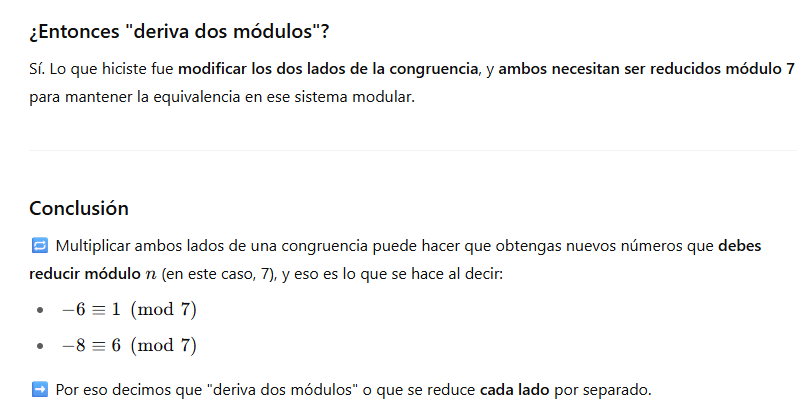 ¿Entonces "deriva dos módulos"?
Sí. Lo que hiciste fue modificar los dos lados de la congruencia, y ambos necesitan ser reducidos módulo 7
para mantener la equivalencia en ese sistema modular.
Conclusión
🔁 Multiplicar ambos lados de una congruencia puede hacer que obtengas nuevos números que debes
reducir módulo n (en este caso, 7), y eso es lo que se hace al decir:
• −6 ≡ 1 (mod 7)
• −8 ≡ 6 (mod 7)
➡️ Por eso decimos que "deriva dos módulos" o que se reduce cada lado por separado.